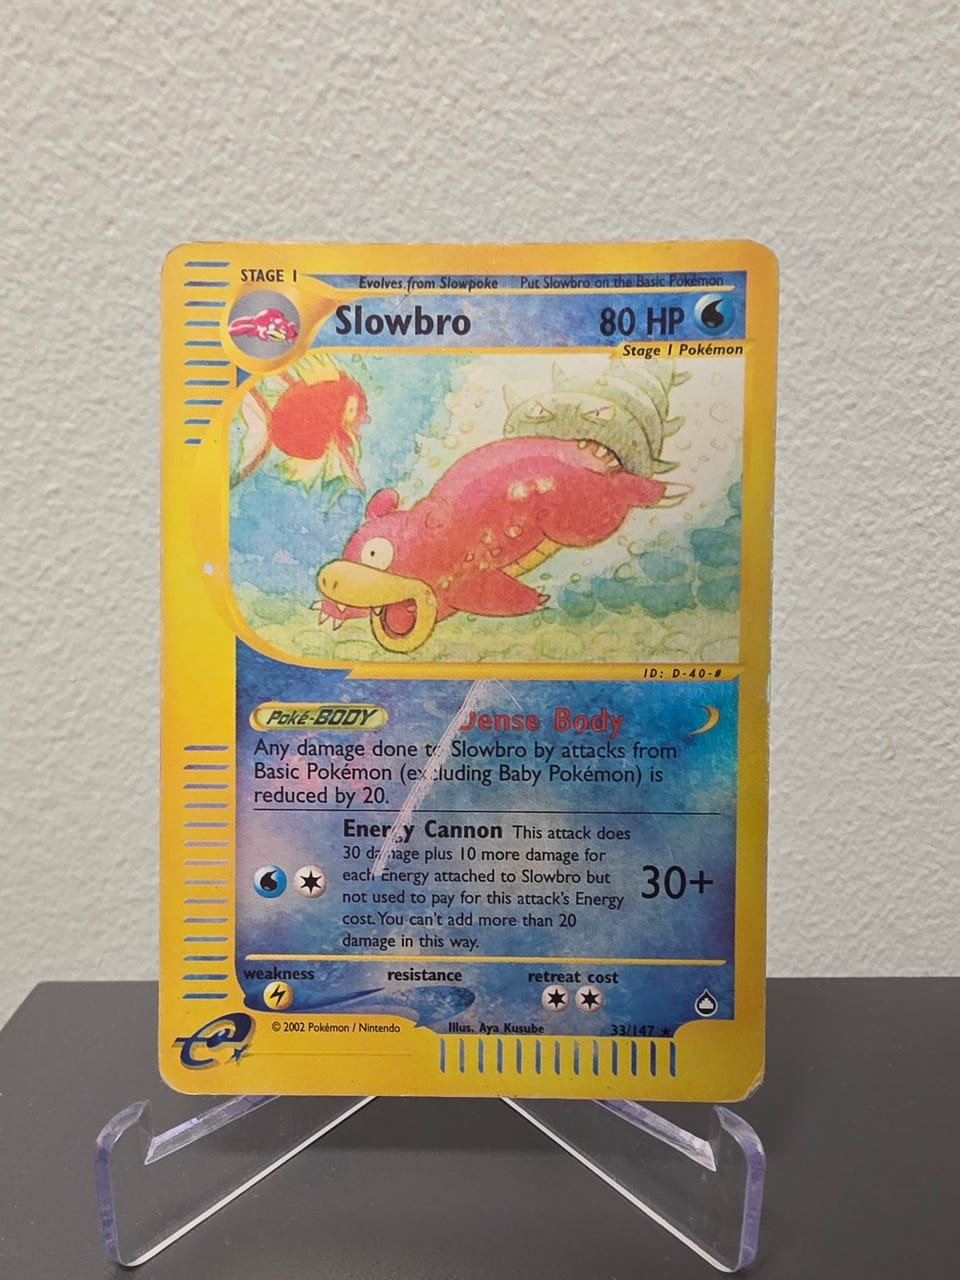 STAGE 1
Evolves from Slowpoke Put Slowbro on the Basic Pokémon
Slowbro 80 HP
Stage 1 Pokémon
ID: D-40-#
Poké-BODY Dense Body
Any damage done to Slowbro by attacks from
Basic Pokémon (excluding Baby Pokémon) is
reduced by 20.
Energy Cannon This attack does
30 damage plus 10 more damage for
each Energy attached to Slowbro but
not used to pay for this attack's Energy
cost. You can't add more than 20
damage in this way.
30+
weakness resistance retreat cost
© 2002 Pokémon / Nintendo Illus. Aya Kusube 33/147 ★
e